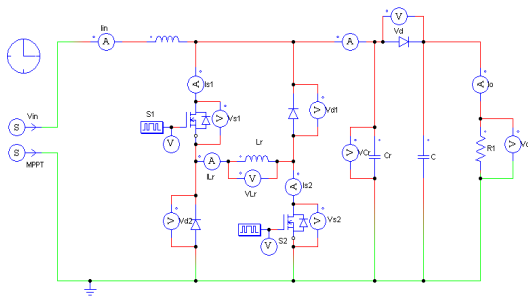 Iin
A
A
V
Vd
A
Is1
S1
V
Vs1
V
Vd1
A
Io
S
Vin
V
S
MPPT
Lr
A
ILr
V
VLr
V
VCr
Cr
C
R1
V
A
Is2
V
Vd2
V
S2
V
Vs2